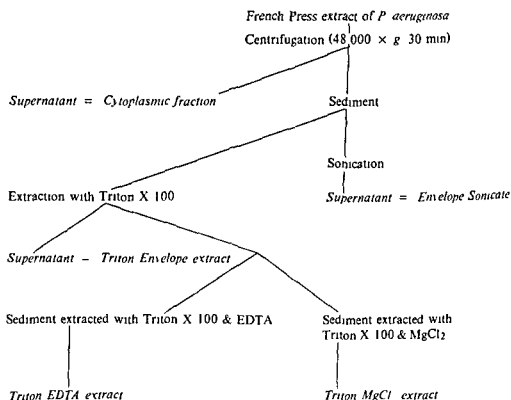 French Press extract of P aeruginosa
Centrifugation (48 000 × g 30 min)
Supernatant = Cytoplasmic fraction
Sediment
Sonication
Extraction with Triton X 100
Supernatant = Envelope Sonicate
Supernatant – Triton Envelope extract
Sediment extracted with Triton X 100 & EDTA
Sediment extracted with
Triton X 100 & MgCl2
Triton EDTA extract
Triton MgCl extract